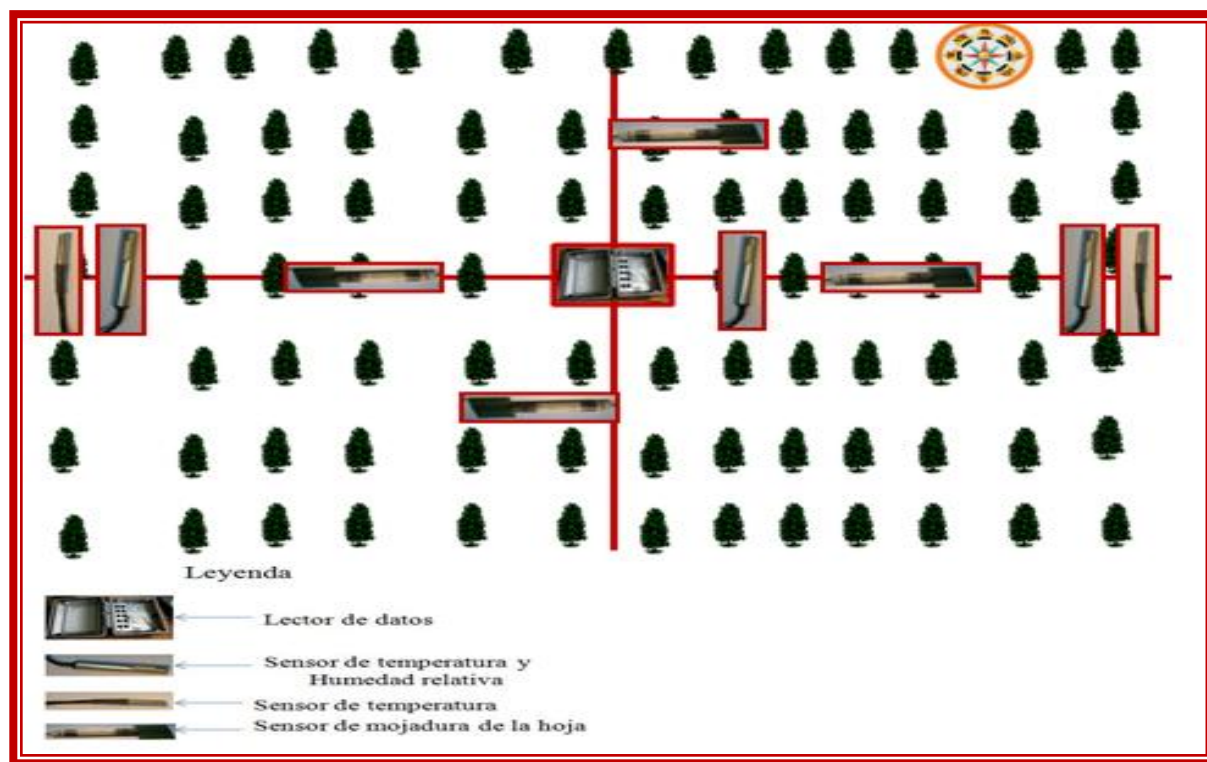 Leyenda
Lector de datos
Sensor de temperatura y
Humedad relativa
Sensor de temperatura
Sensor de mojadura de la hoja